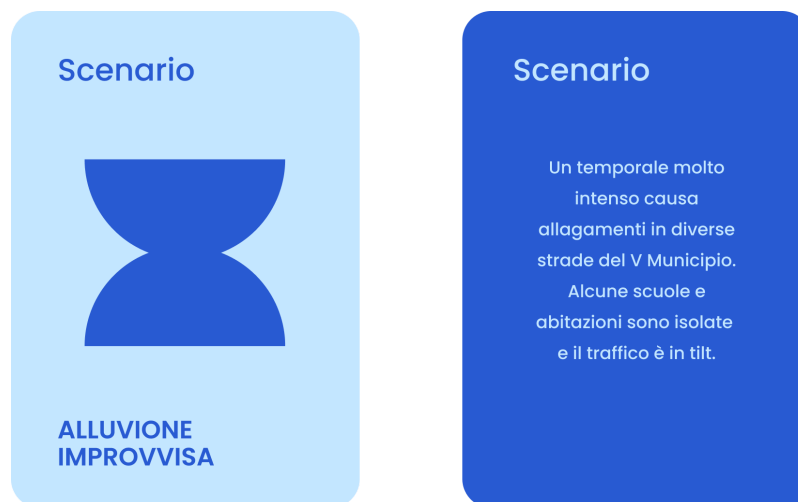 Scenario
ALLUVIONE
IMPROVVISA
Scenario
Un temporale molto
intenso causa
allagamenti in diverse
strade del V Municipio.
Alcune scuole e
abitazioni sono isolate
e il traffico è in tilt.